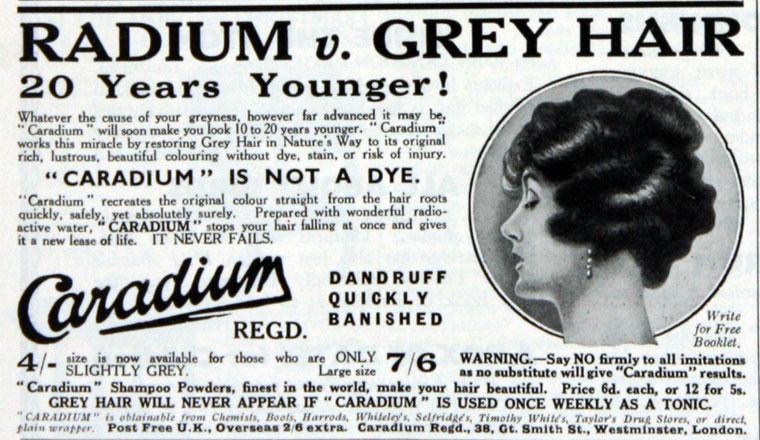 RADIUM v. GREY HAIR
20 Years Younger!
Whatever the cause of your greyness, however far advanced it may be,
"Caradium" will soon make you look 10 to 20 years younger. "Caradium"
works this miracle by restoring Grey Hair in Nature's Way to its original
rich, lustrous, beautiful colouring without dye, stain, or risk of injury.
"CARADIUM" IS NOT A DYE.
"Caradium" recreates the original colour straight from the hair roots
quickly, safely, yet absolutely surely. Prepared with wonderful radio-
active water, "CARADIUM" stops your hair falling at once and gives
it a new lease of life. IT NEVER FAILS.
Caradium
REGD.
DANDRUFF
QUICKLY
BANISHED
Write
for Free
Booklet.
4/- size is now available for those who are ONLY
SLIGHTLY GREY. Large size 7/6
WARNING.—Say NO firmly to all imitations
as no substitute will give "Caradium" results.
"Caradium" Shampoo Powders, finest in the world, make your hair beautiful. Price 6d. each, or 12 for 5s.
GREY HAIR WILL NEVER APPEAR IF "CARADIUM" IS USED ONCE WEEKLY AS A TONIC.
"CARADIUM" is obtainable from Chemists, Boots, Harrods, Whiteley's, Selfridge's, Timothy White's, Taylor's Drug Stores, or direct,
plain wrapper. Post Free U.K., Overseas 2/6 extra. Caradium Regd., 38, Gt. Smith St., Westminster, London.